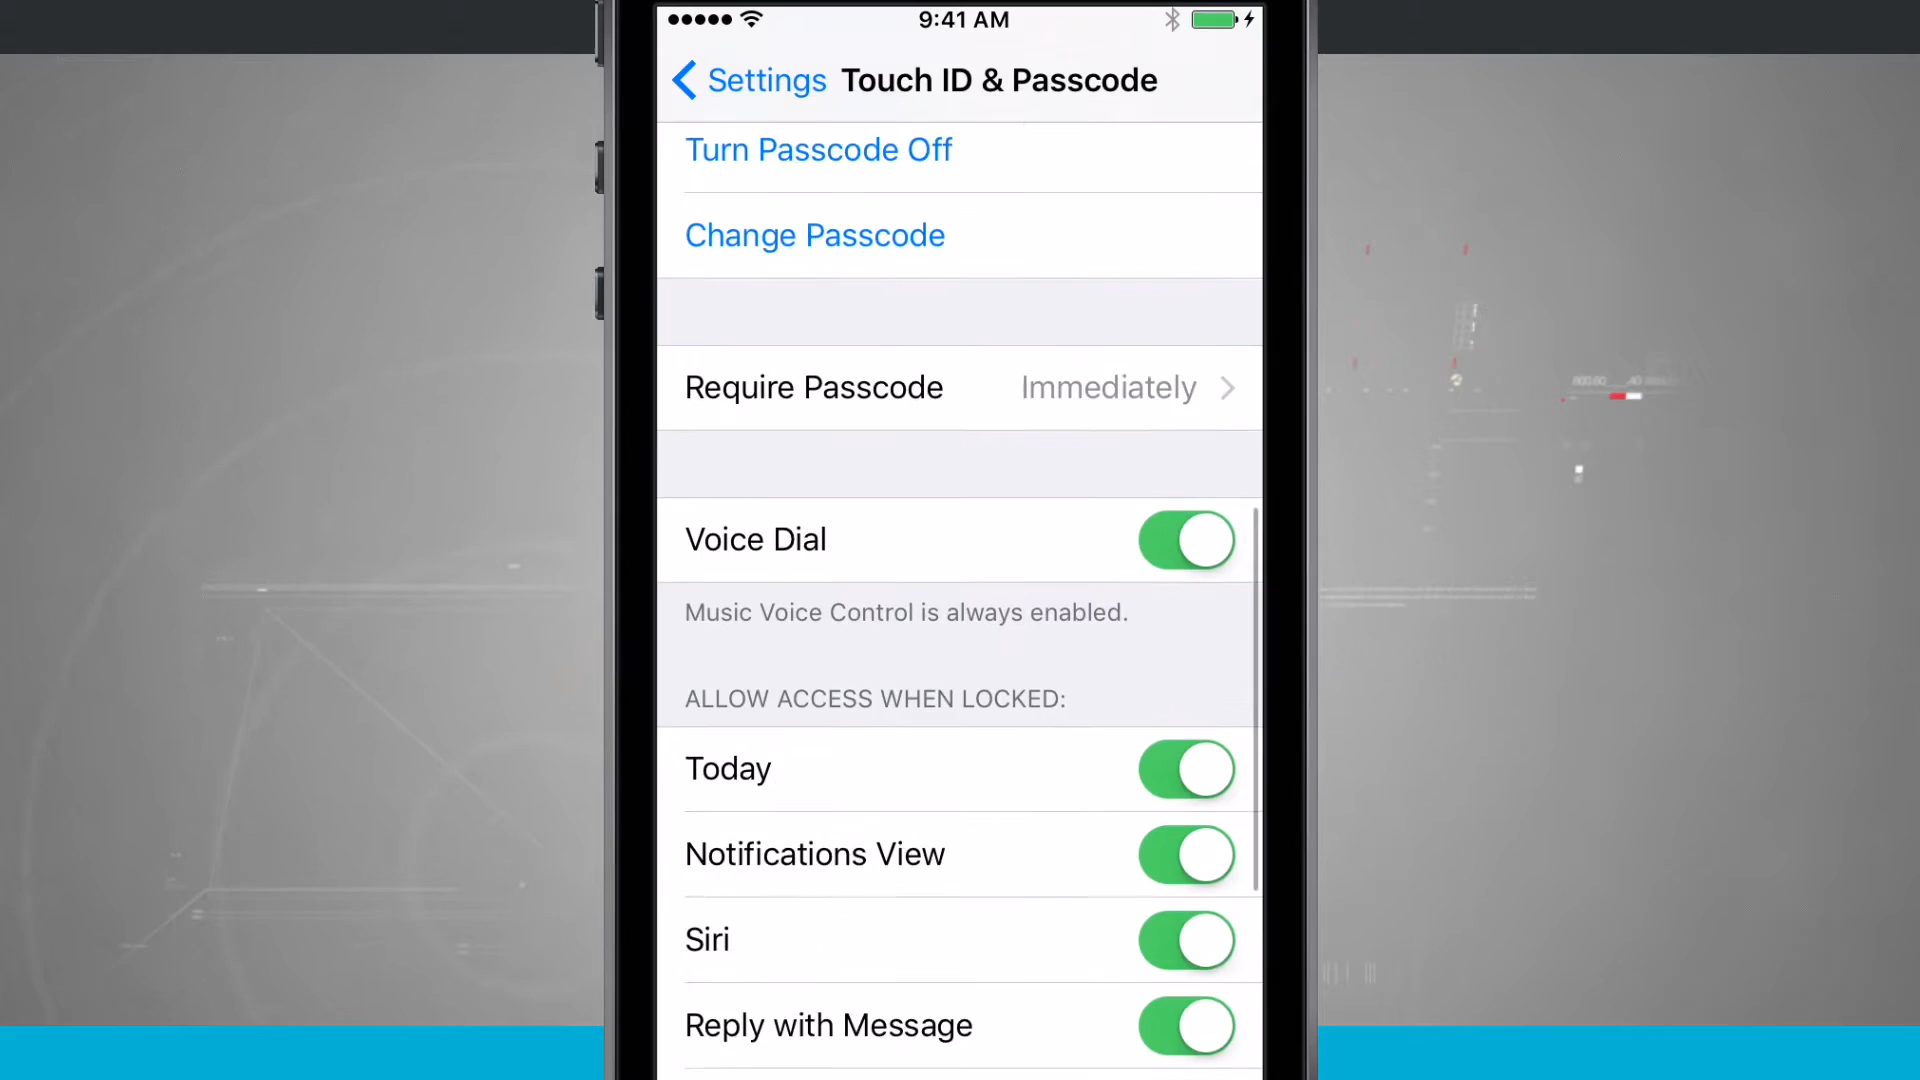 9:41 AM
Settings Touch ID & Passcode
Turn Passcode Off
Change Passcode
Require Passcode Immediately
Voice Dial
Music Voice Control is always enabled.
ALLOW ACCESS WHEN LOCKED:
Today
Notifications View
Siri
Reply with Message